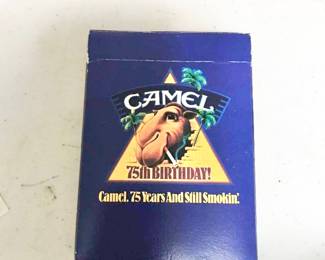 CAMEL
75th BIRTHDAY!
Camel. 75 Years And Still Smokin'.